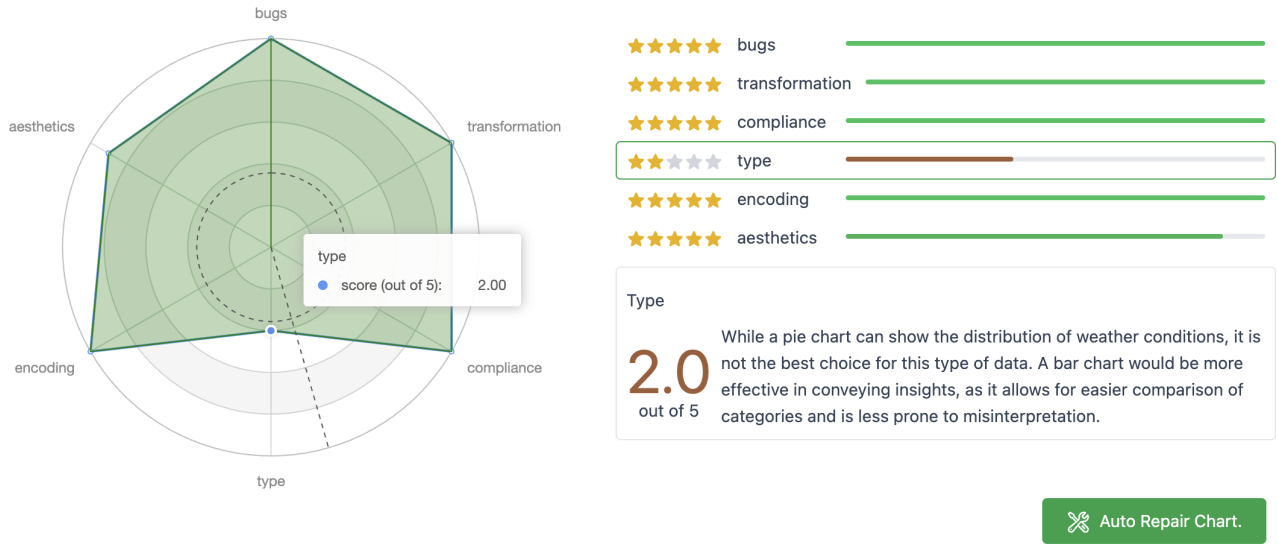 bugs
aesthetics
transformation
type
score (out of 5): 2.00
encoding
compliance
type
bugs
transformation
compliance
type
encoding
aesthetics
Type
2.0
out of 5
While a pie chart can show the distribution of weather conditions, it is
not the best choice for this type of data. A bar chart would be more
effective in conveying insights, as it allows for easier comparison of
categories and is less prone to misinterpretation.
Auto Repair Chart.